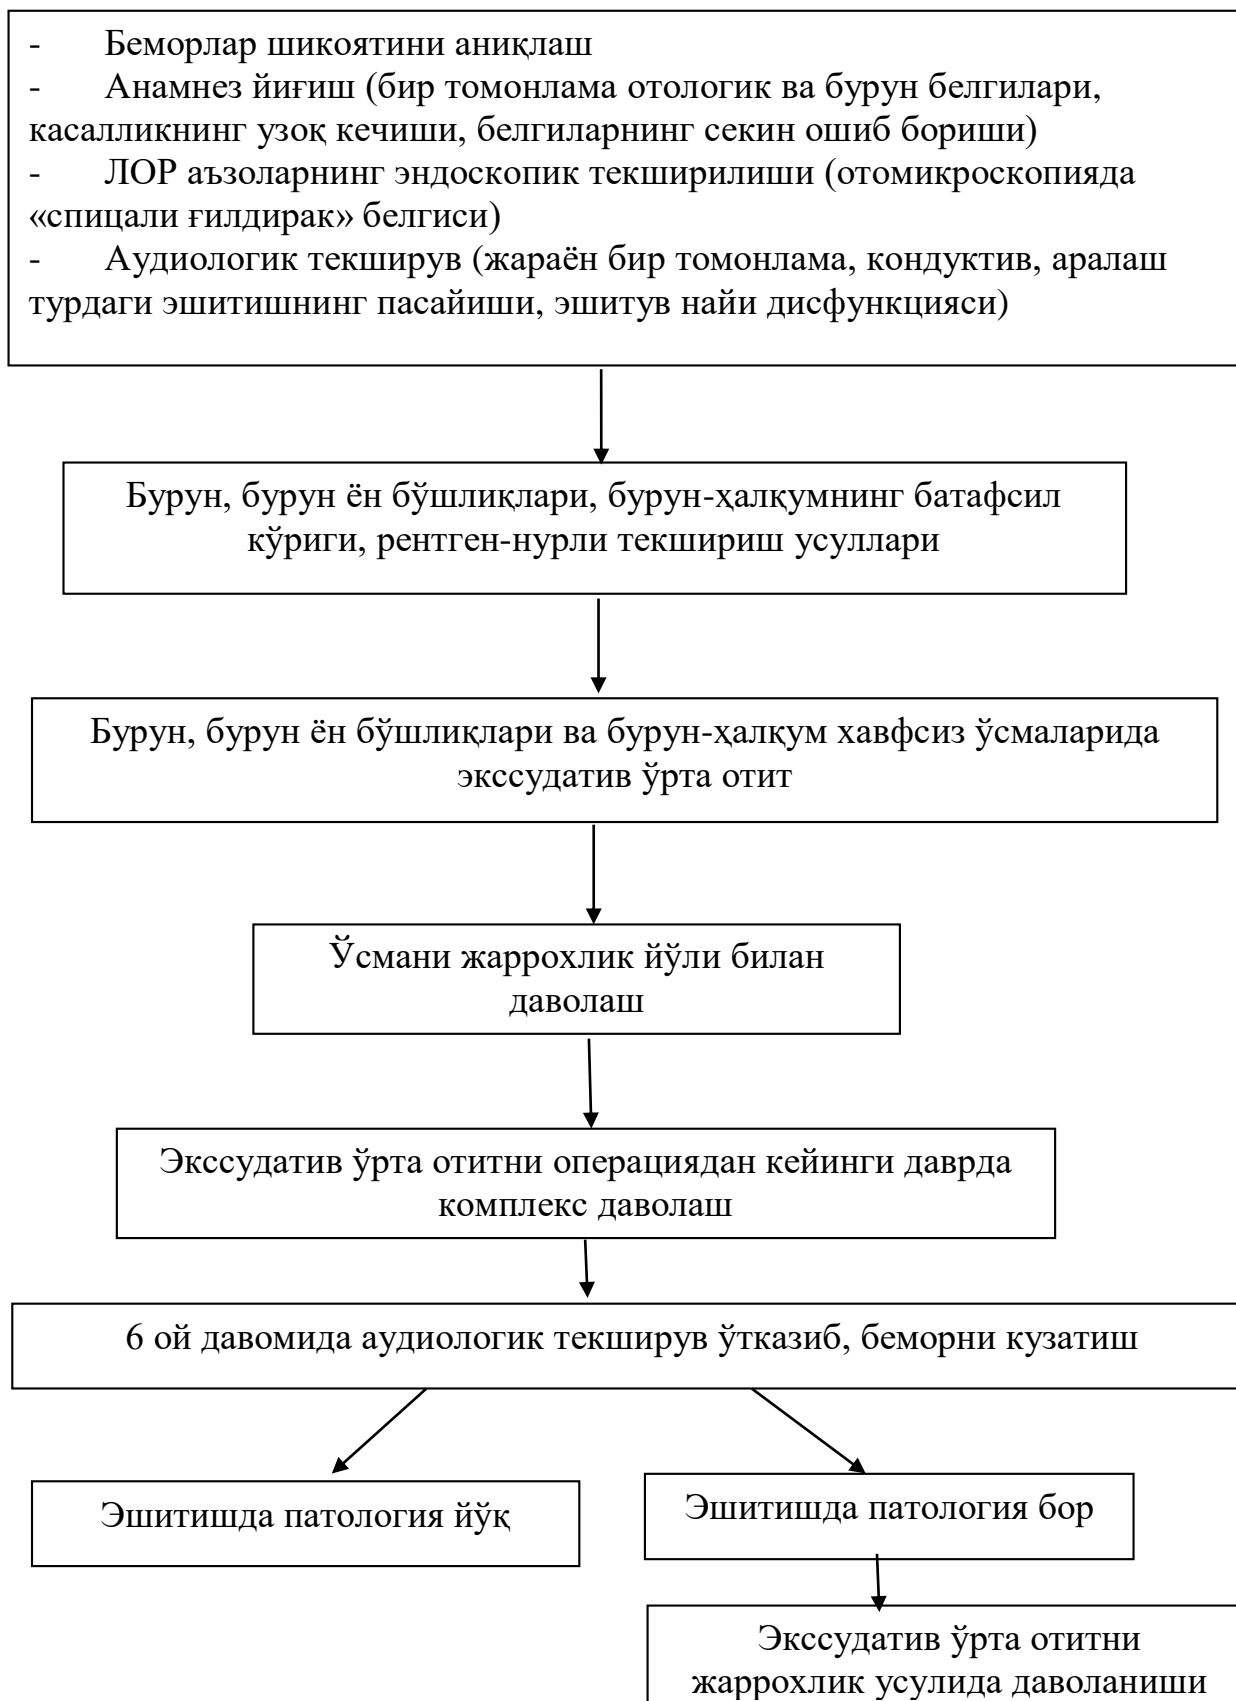 - Беморлар шикоятини аниқлаш
- Анамнез йиғиш (бир томонлама отологик ва бурун белгилари,
касалликнинг узоқ кечиши, белгиларнинг секин ошиб бориши)
- ЛОР аъзоларнинг эндоскопик текширилиши (отомикроскопияда
«спицали ғилдирак» белгиси)
- Аудиологик текширув (жараён бир томонлама, кондуктив, аралаш
турдаги эшитишнинг пасайиши, эшитув найи дисфункцияси)
Бурун, бурун ён бўшлиқлари, бурун-ҳалқумнинг батафсил
кўриги, рентген-нурли текшириш усуллари
Бурун, бурун ён бўшлиқлари ва бурун-ҳалқум хавфсиз ўсмаларида
экссудатив ўрта отит
Ўсмани жаррохлик йўли билан
даволаш
Экссудатив ўрта отитни операциядан кейинги даврда
комплекс даволаш
6 ой давомида аудиологик текширув ўтказиб, беморни кузатиш
Эшитишда патология йўқ
Эшитишда патология бор
Экссудатив ўрта отитни
жаррохлик усулида даволаниши